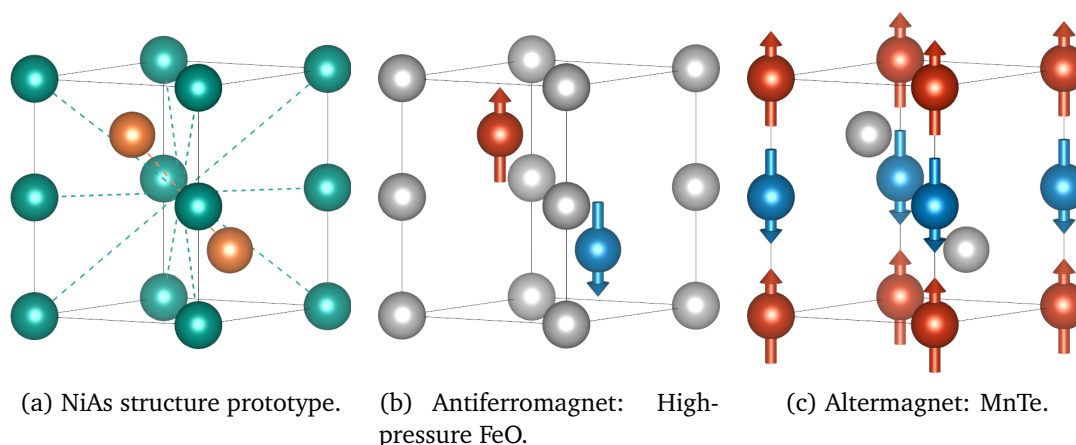 (a) NiAs structure prototype.
(b) Antiferromagnet: High-
pressure FeO.
(c) Altermagnet: MnTe.